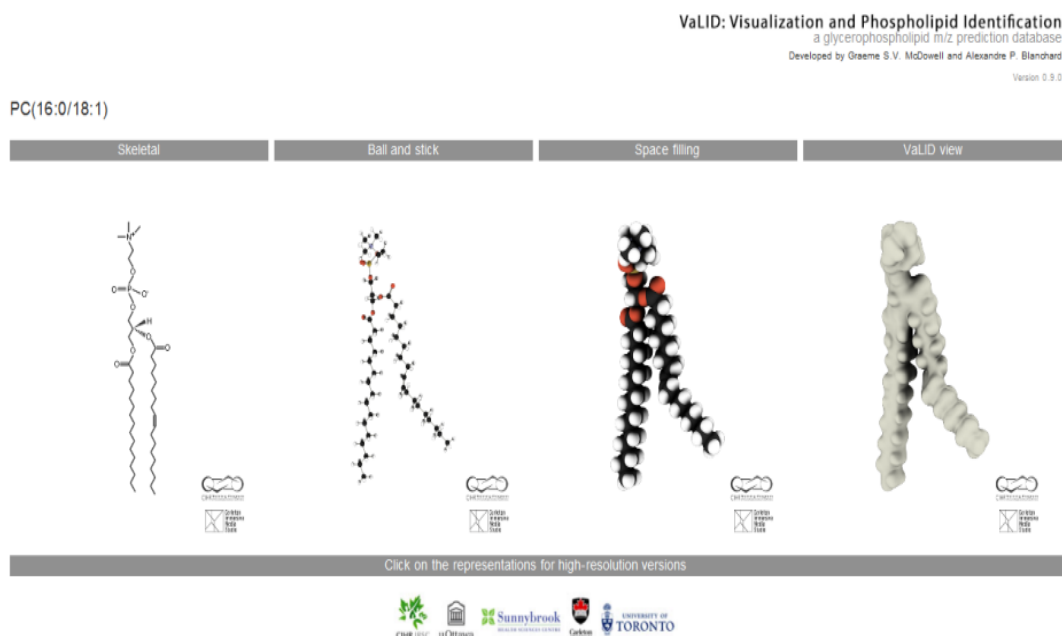 VaLID: Visualization and Phospholipid Identification
a glycerophospholipid m/z prediction database
Developed by Graeme S.V. McDowell and Alexandre P. Blanchard
Version 0.9.0
PC(16:0/18:1)
Skeletal
Ball and stick
Space filling
VaLID view
Click on the representations for high-resolution versions
Sunnybrook
Carleton
UNIVERSITY OF
TORONTO